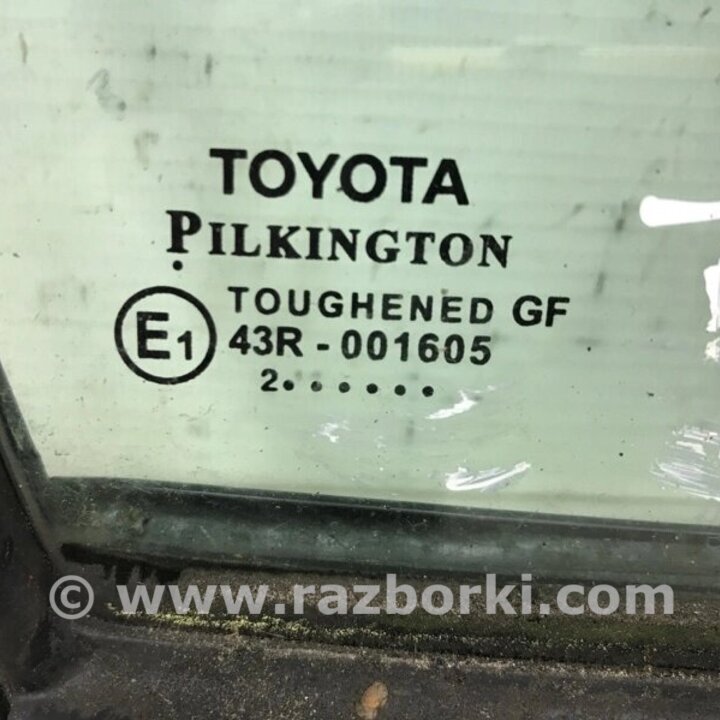 TOYOTA
PILKINGTON
TOUGHENED GF
E1
43R - 001605
2••••••
© www.razborki.com